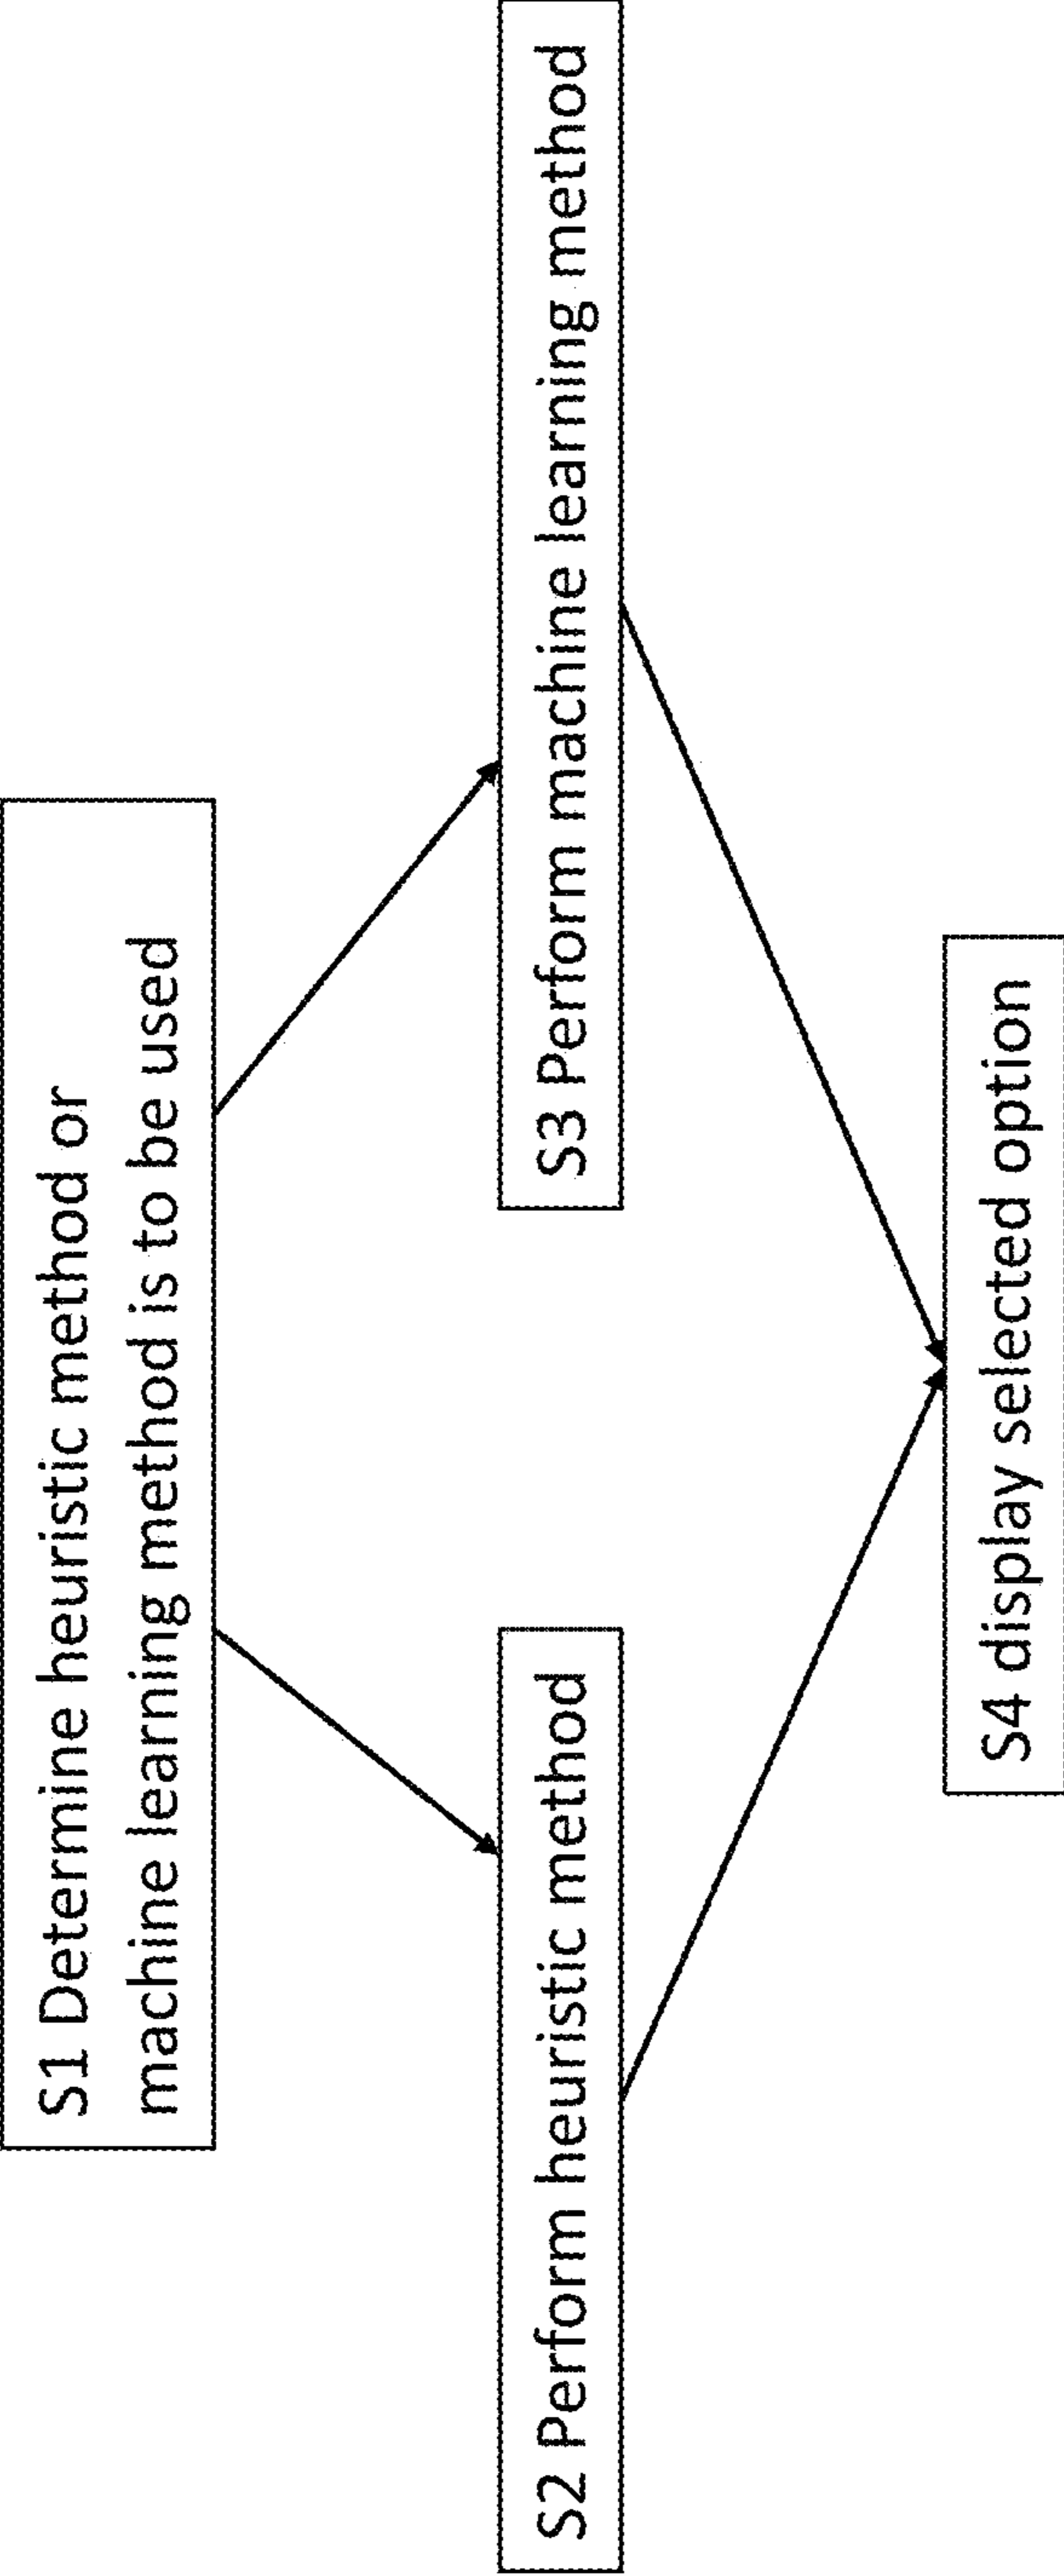 S1 Determine heuristic method or
machine learning method is to be used
S2 Perform heuristic method
S3 Perform machine learning method
S4 display selected option